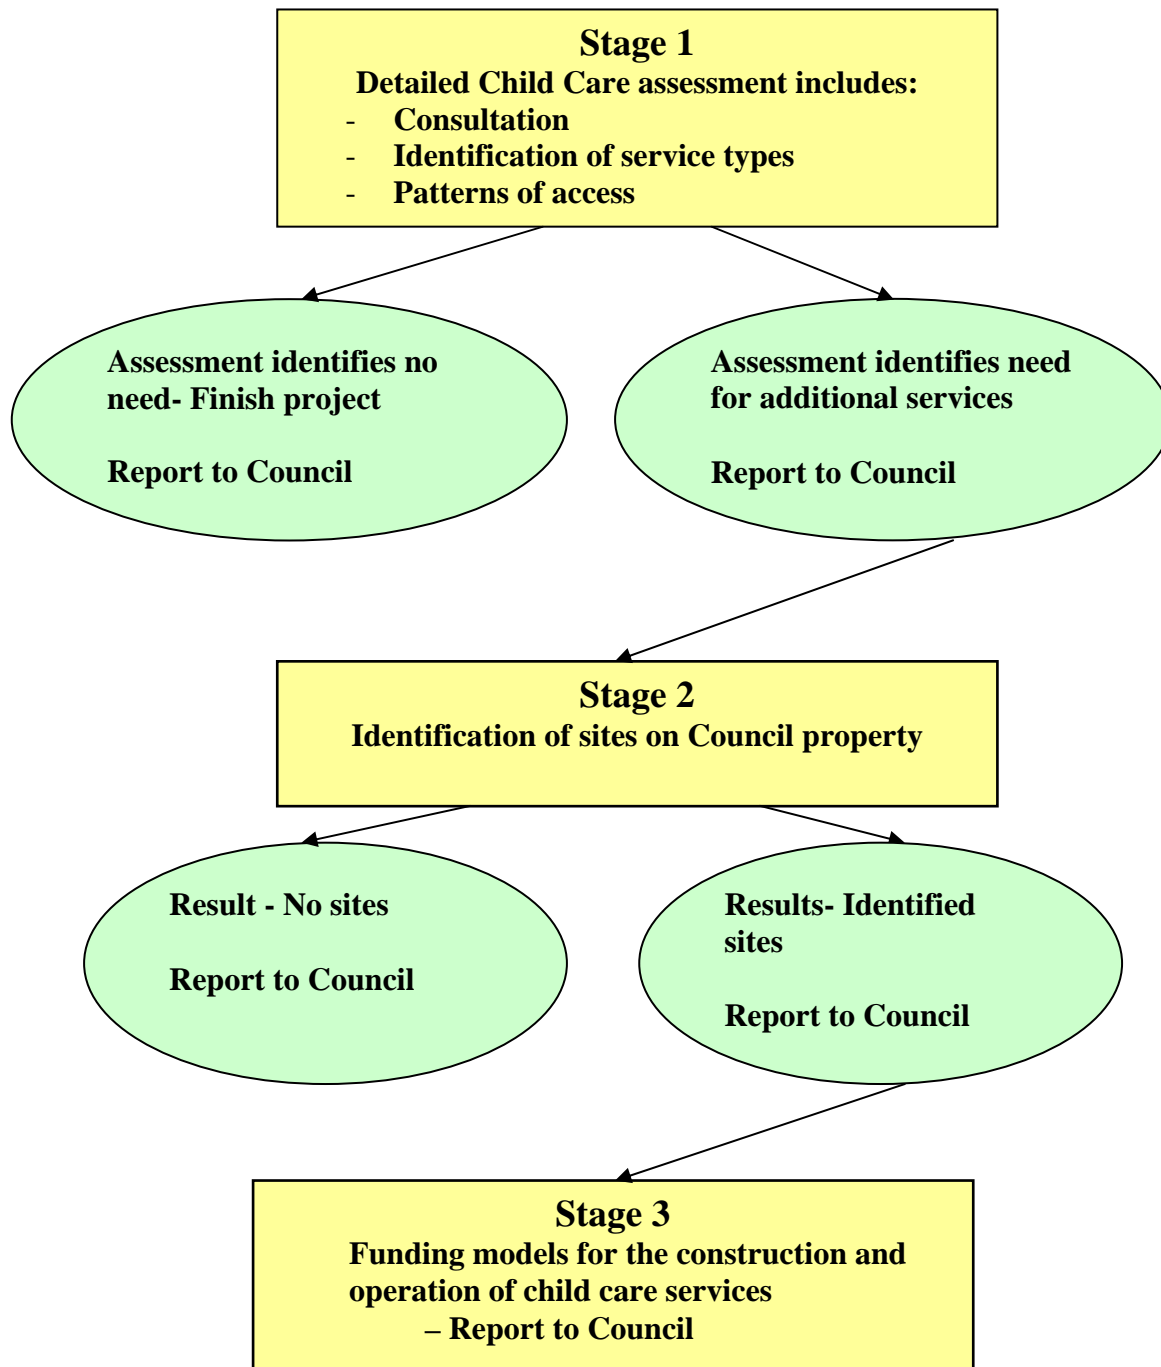 Stage 1
Detailed Child Care assessment includes:
- Consultation
- Identification of service types
- Patterns of access
Assessment identifies no
need- Finish project
Report to Council
Assessment identifies need
for additional services
Report to Council
Stage 2
Identification of sites on Council property
Result - No sites
Report to Council
Results- Identified
sites
Report to Council
Stage 3
Funding models for the construction and
operation of child care services
– Report to Council